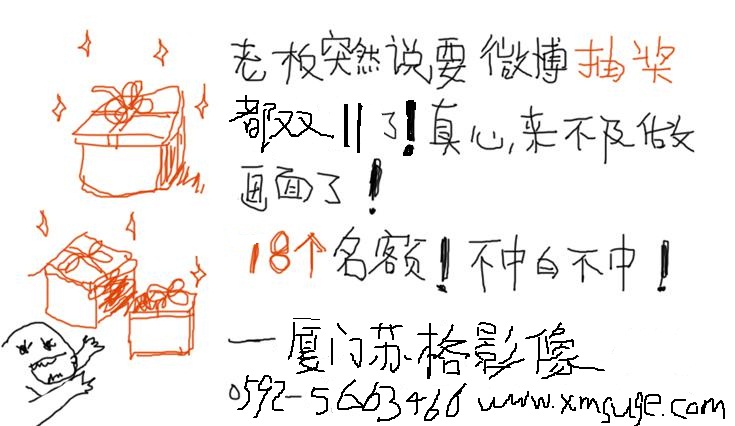 老板突然说要微博抽奖
都双11了!真心,来不及做
画面了!
18个名额!不中白不中!
—厦门苏格影像
0592-5663466 www.xmsuge.com